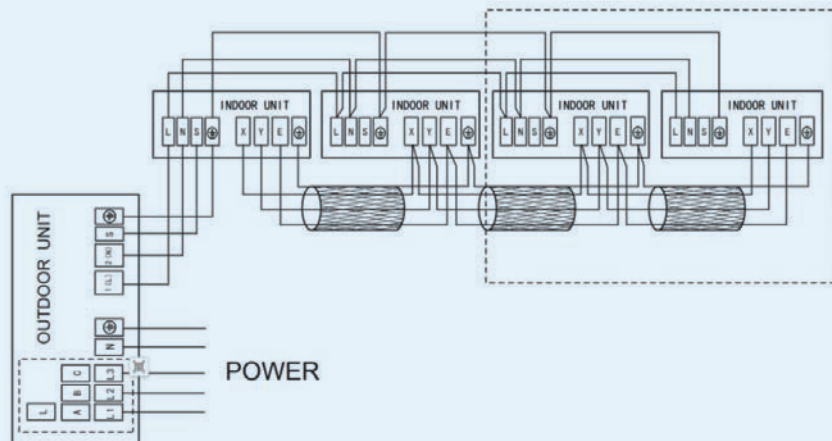 INDOOR UNIT
L N S X Y E
INDOOR UNIT
L N S X Y E
INDOOR UNIT
L N S X Y E
INDOOR UNIT
L N S X Y E
OUTDOOR UNIT
S
2(N)
1(L)
N
C L3
B L2
L A L1
POWER